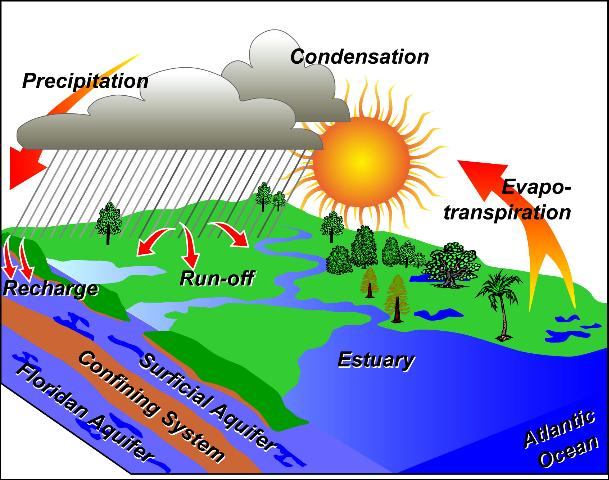 Condensation
Precipitation
Evapo-
transpiration
Recharge
Run-off
Estuary
Surficial Aquifer
Confining System
Floridan Aquifer
Atlantic
Ocean